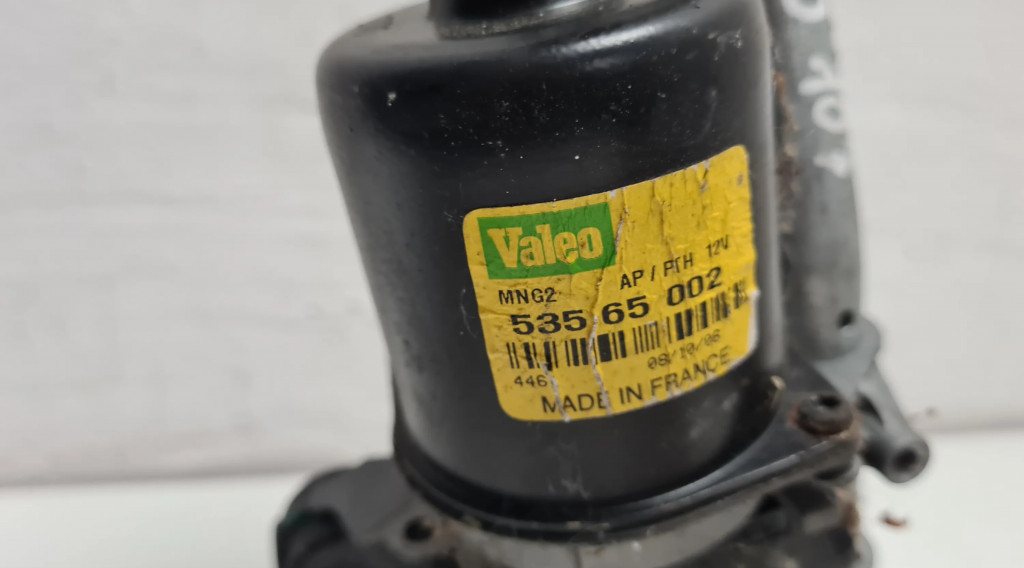 Valeo
MNG2 AP / PTH 12V
535 65 002
446 08/10/06
MADE IN FRANCE